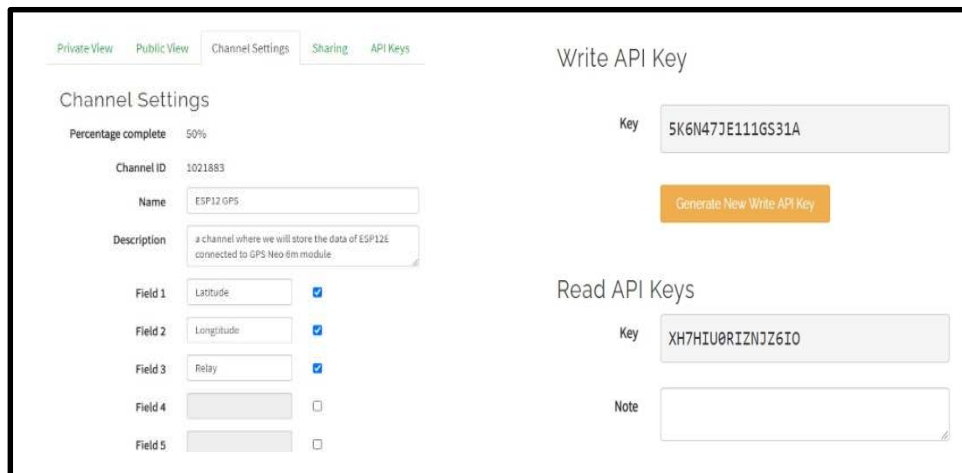 Private View Public View Channel Settings Sharing API Keys
Channel Settings
Percentage complete 50%
Channel ID 1021883
Name ESP12 GPS
Description a channel where we will store the data of ESP12E
connected to GPS Neo 6m module
Field 1 Latitude
Field 2 Longtitude
Field 3 Relay
Field 4
Field 5
Write API Key
Key 5K6N47JE111GS31A
Generate New Write API Key
Read API Keys
Key XH7HIU0RIZNJZ6IO
Note